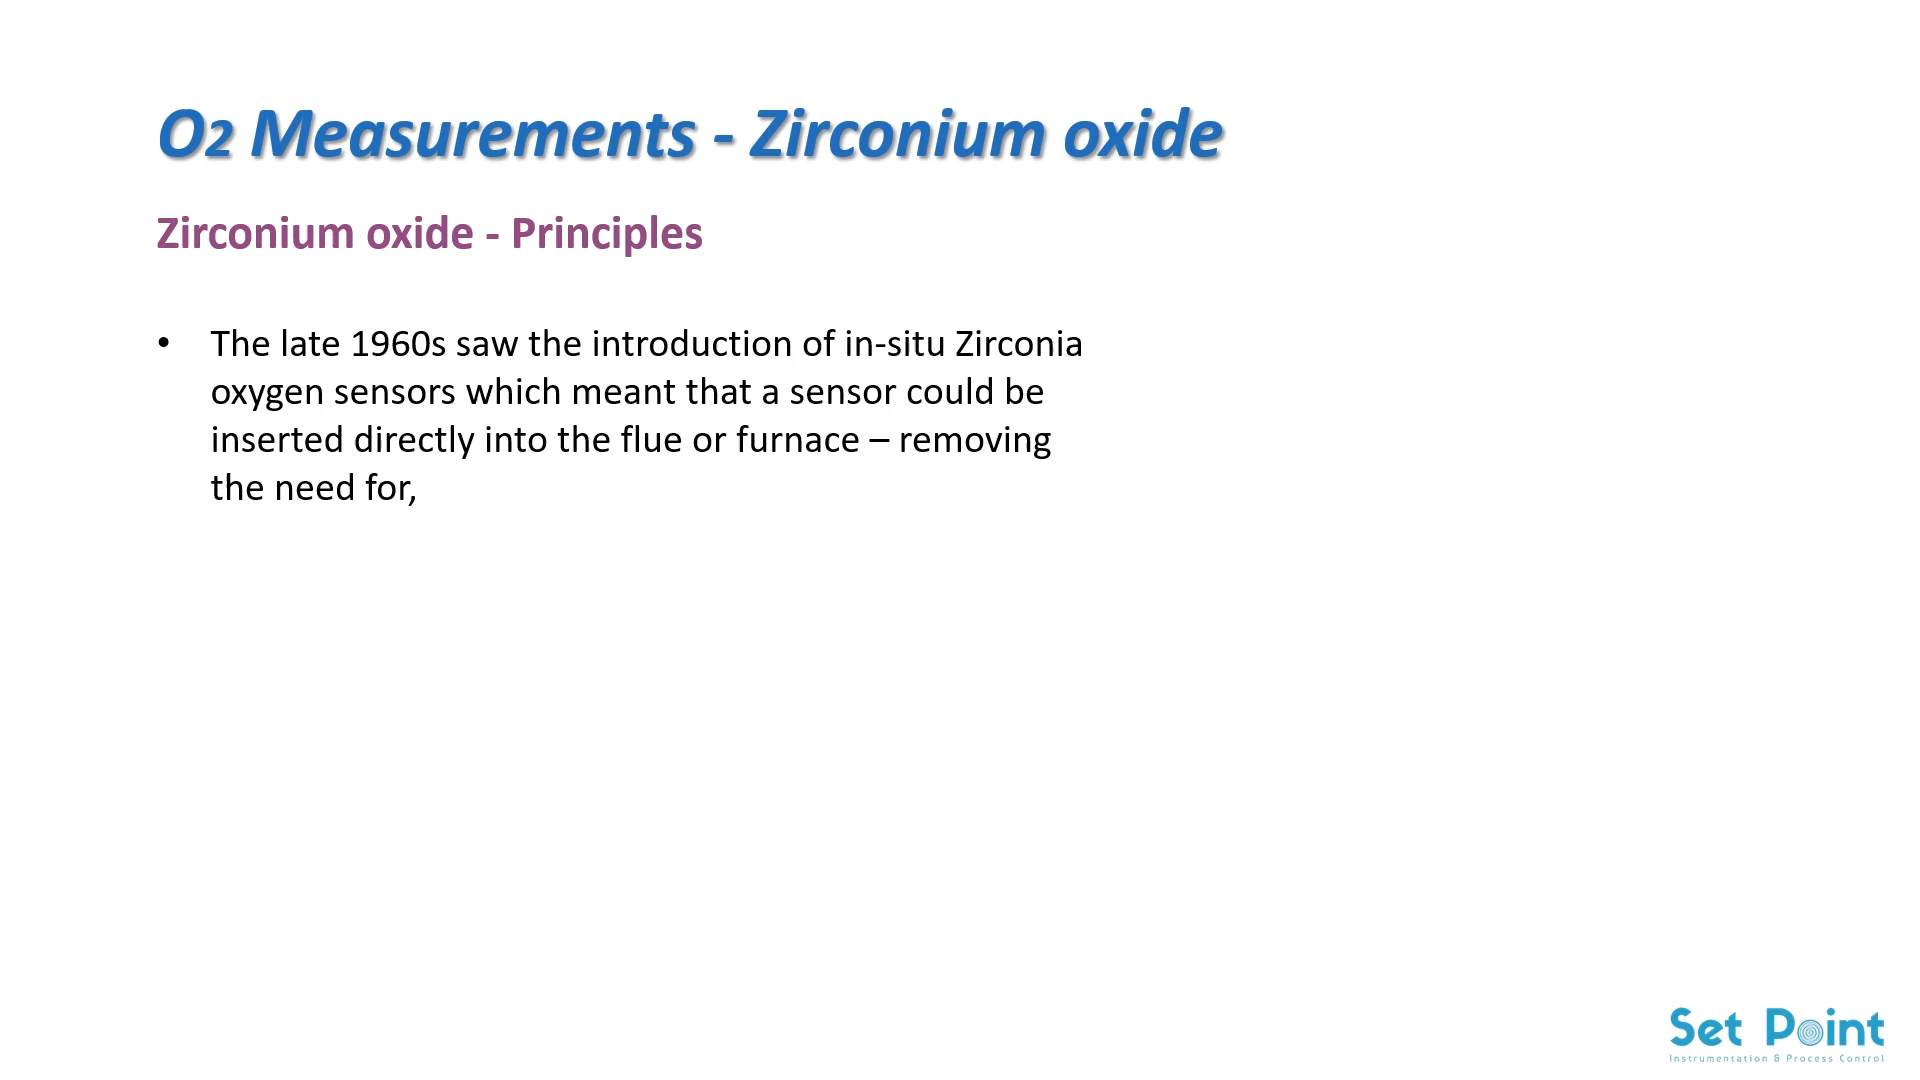 O2 Measurements - Zirconium oxide
Zirconium oxide - Principles
• The late 1960s saw the introduction of in-situ Zirconia
oxygen sensors which meant that a sensor could be
inserted directly into the flue or furnace – removing
the need for,
Set Point
Instrumentation & Process Control